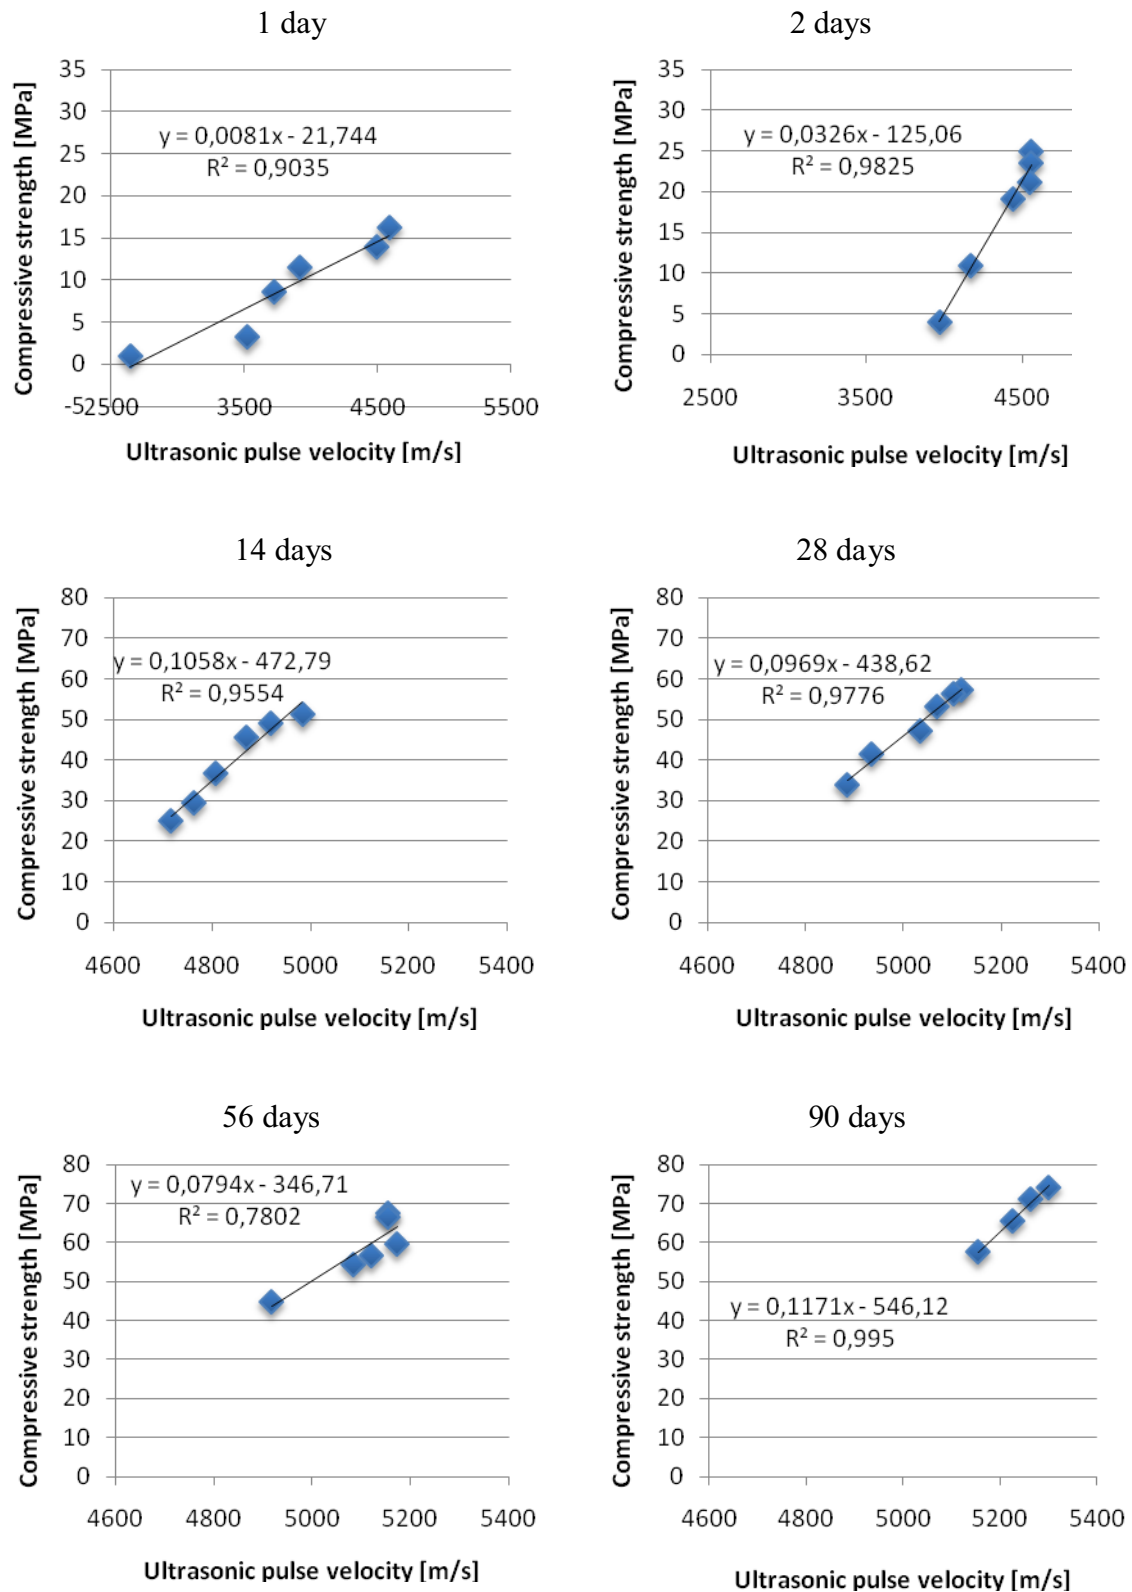 1 day
Compressive strength [MPa]
35
30
25
20
15
10
5
0
-5
y = 0,0081x - 21,744
R² = 0,9035
2500 3500 4500 5500
Ultrasonic pulse velocity [m/s]
2 days
Compressive strength [MPa]
35
30
25
20
15
10
5
0
y = 0,0326x - 125,06
R² = 0,9825
2500 3500 4500
Ultrasonic pulse velocity [m/s]
14 days
Compressive strength [MPa]
80
70
60
50
40
30
20
10
0
y = 0,1058x - 472,79
R² = 0,9554
4600 4800 5000 5200 5400
Ultrasonic pulse velocity [m/s]
28 days
Compressive strength [MPa]
80
70
60
50
40
30
20
10
0
y = 0,0969x - 438,62
R² = 0,9776
4600 4800 5000 5200 5400
Ultrasonic pulse velocity [m/s]
56 days
Compressive strength [MPa]
80
70
60
50
40
30
20
10
0
y = 0,0794x - 346,71
R² = 0,7802
4600 4800 5000 5200 5400
Ultrasonic pulse velocity [m/s]
90 days
Compressive strength [MPa]
80
70
60
50
40
30
20
10
0
y = 0,1171x - 546,12
R² = 0,995
4600 4800 5000 5200 5400
Ultrasonic pulse velocity [m/s]